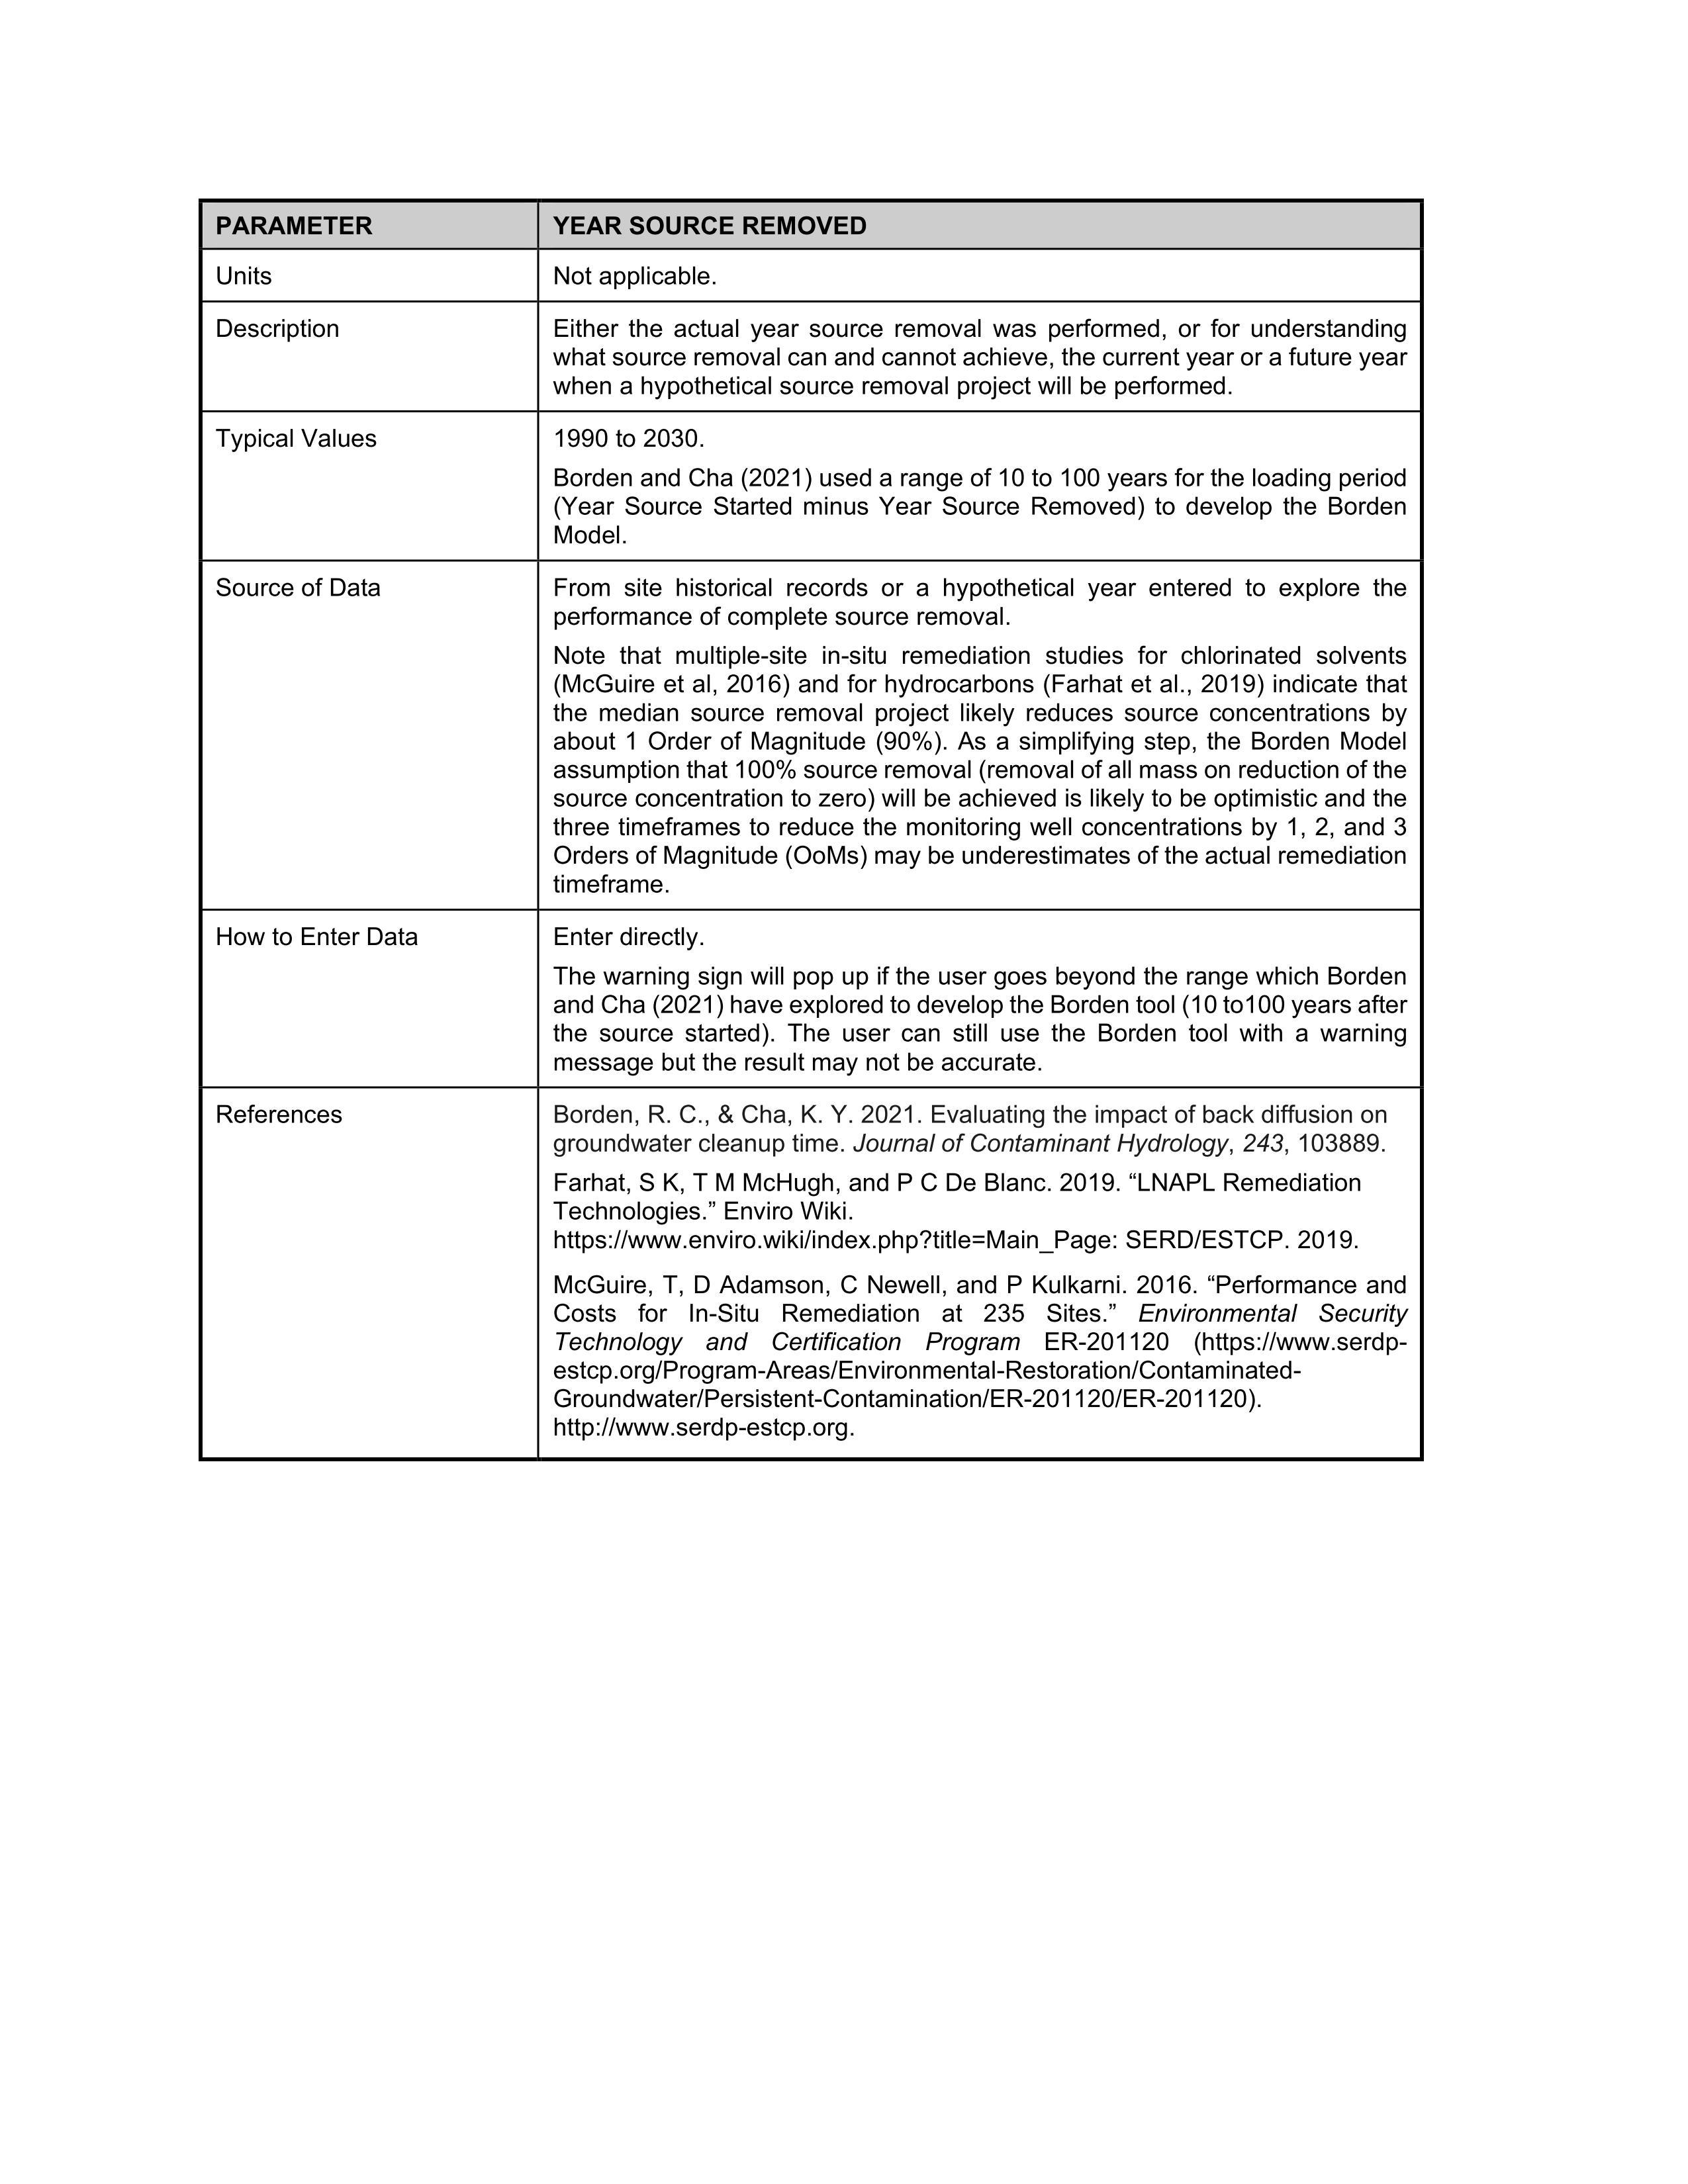 PARAMETER
YEAR SOURCE REMOVED
Units
Not applicable.
Description
Either the actual year source removal was performed, or for understanding
what source removal can and cannot achieve, the current year or a future year
when a hypothetical source removal project will be performed.
Typical Values
1990 to 2030.
Borden and Cha (2021) used a range of 10 to 100 years for the loading period
(Year Source Started minus Year Source Removed) to develop the Borden
Model.
Source of Data
From site historical records or a hypothetical year entered to explore the
performance of complete source removal.
Note that multiple-site in-situ remediation studies for chlorinated solvents
(McGuire et al, 2016) and for hydrocarbons (Farhat et al., 2019) indicate that
the median source removal project likely reduces source concentrations by
about 1 Order of Magnitude (90%). As a simplifying step, the Borden Model
assumption that 100% source removal (removal of all mass on reduction of the
source concentration to zero) will be achieved is likely to be optimistic and the
three timeframes to reduce the monitoring well concentrations by 1, 2, and 3
Orders of Magnitude (OoMs) may be underestimates of the actual remediation
timeframe.
How to Enter Data
Enter directly.
The warning sign will pop up if the user goes beyond the range which Borden
and Cha (2021) have explored to develop the Borden tool (10 to100 years after
the source started). The user can still use the Borden tool with a warning
message but the result may not be accurate.
References
Borden, R. C., & Cha, K. Y. 2021. Evaluating the impact of back diffusion on
groundwater cleanup time. Journal of Contaminant Hydrology, 243, 103889.
Farhat, S K, T M McHugh, and P C De Blanc. 2019. “LNAPL Remediation
Technologies.” Enviro Wiki.
https://www.enviro.wiki/index.php?title=Main_Page: SERD/ESTCP. 2019.
McGuire, T, D Adamson, C Newell, and P Kulkarni. 2016. “Performance and
Costs for In-Situ Remediation at 235 Sites.” Environmental Security
Technology and Certification Program ER-201120 (https://www.serdp-
estcp.org/Program-Areas/Environmental-Restoration/Contaminated-
Groundwater/Persistent-Contamination/ER-201120/ER-201120).
http://www.serdp-estcp.org.